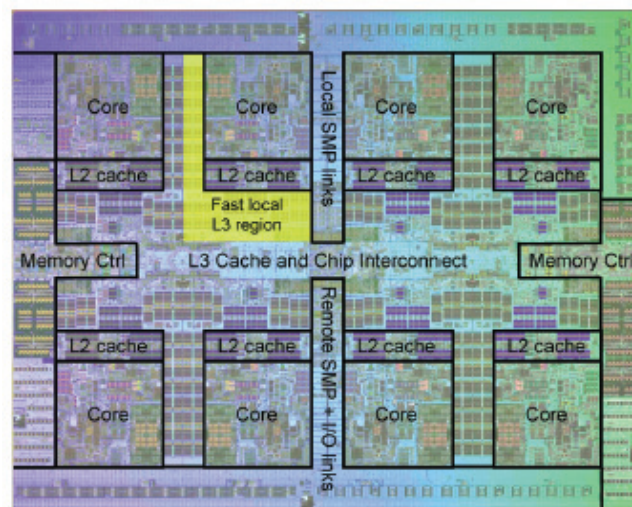 Core
Core
Core
Core
Local SMP links
L2 cache
L2 cache
L2 cache
L2 cache
Fast local
L3 region
Memory Ctrl
L3 Cache and Chip Interconnect
Memory Ctrl
L2 cache
L2 cache
L2 cache
L2 cache
Remote SMP + I/O links
Core
Core
Core
Core